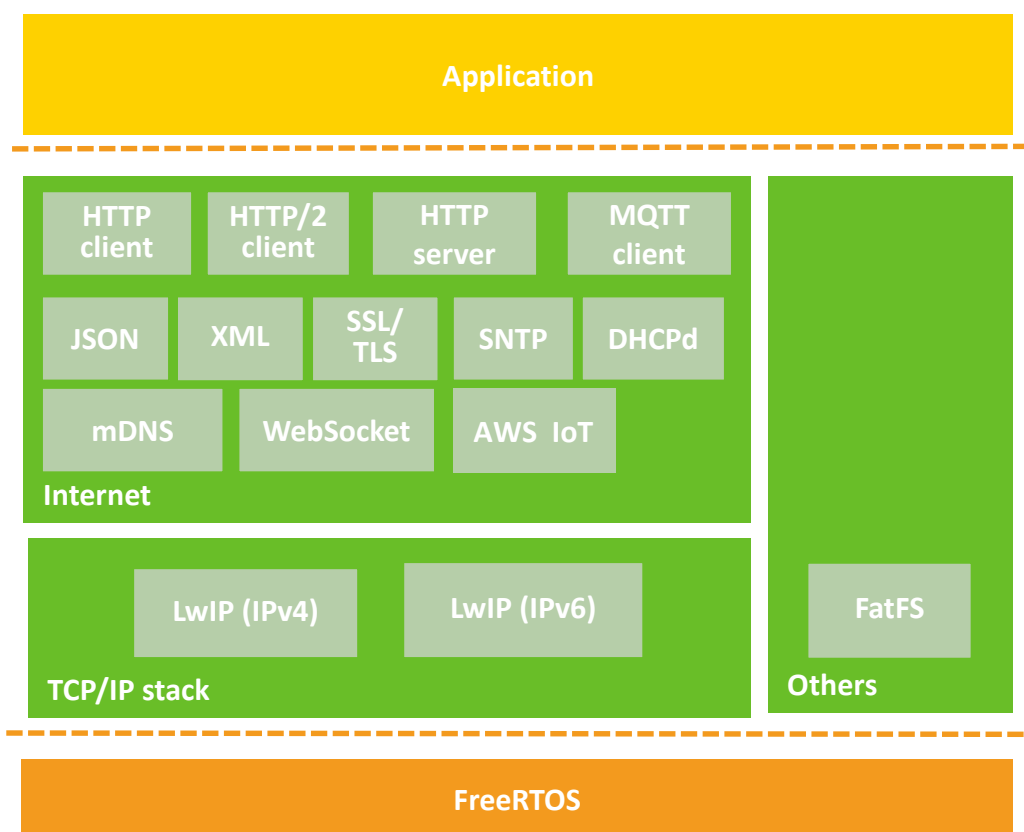 Application
HTTP
client
HTTP/2
client
HTTP
server
MQTT
client
JSON
XML
SSL/
TLS
SNTP
DHCPd
mDNS
WebSocket
AWS IoT
Internet
LwIP (IPv4)
LwIP (IPv6)
TCP/IP stack
FatFS
Others
FreeRTOS